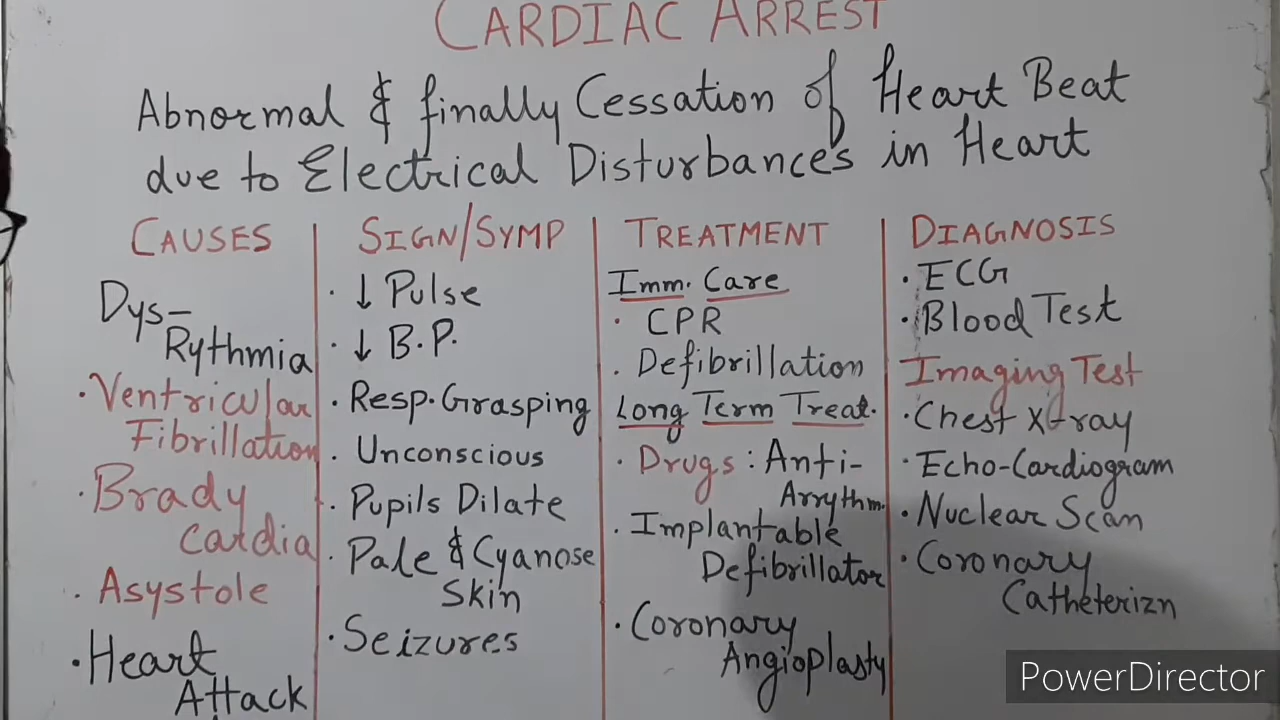 CARDIAC ARREST
Abnormal & finally Cessation of Heart Beat
due to Electrical Disturbances in Heart
CAUSES
Dys-
Rythmia
· Ventricular
Fibrillation
· Brady
Cardia
· Asystole
· Heart
Attack
SIGN/SYMP
· ↓ Pulse
· ↓ B.P.
· Resp. Grasping
· Unconscious
· Pupils Dilate
· Pale & Cyanose
Skin
· Seizures
TREATMENT
Imm. Care
· CPR
· Defibrillation
Long Term Treat.
· Drugs: Anti-
Arrythm.
· Implantable
Defibrillator
· Coronary
Angioplasty
DIAGNOSIS
· ECG
· Blood Test
Imaging Test
· Chest X-ray
· Echo-Cardiogram
· Nuclear Scan
· Coronary
Catheterizn
PowerDirector